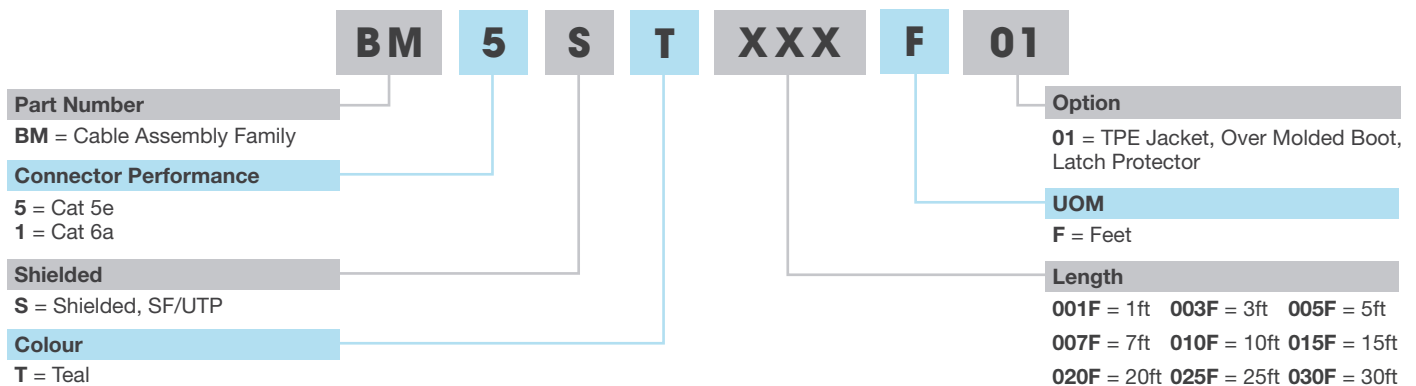 BM 5 S T XXX F 01
Part Number
BM = Cable Assembly Family
Connector Performance
5 = Cat 5e
1 = Cat 6a
Shielded
S = Shielded, SF/UTP
Colour
T = Teal
Option
01 = TPE Jacket, Over Molded Boot,
Latch Protector
UOM
F = Feet
Length
001F = 1ft 003F = 3ft 005F = 5ft
007F = 7ft 010F = 10ft 015F = 15ft
020F = 20ft 025F = 25ft 030F = 30ft